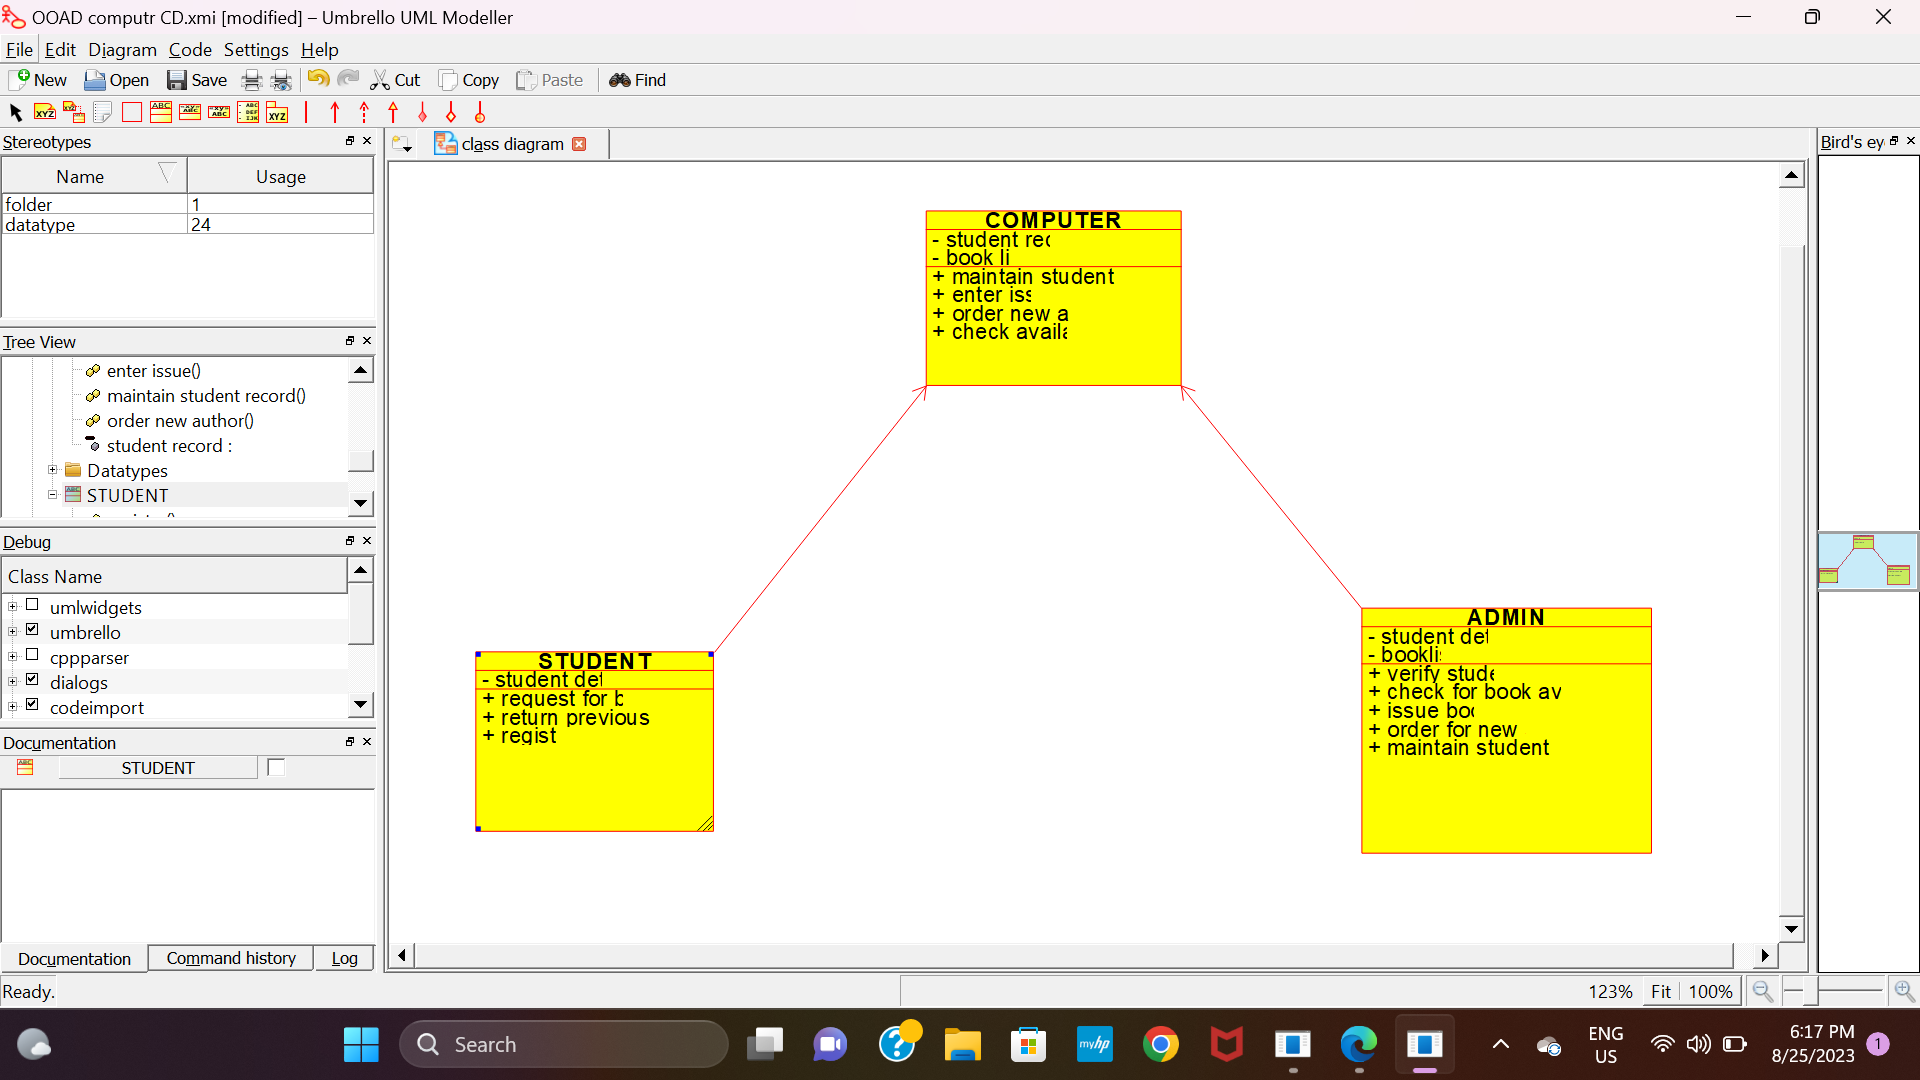 OOAD computr CD.xmi [modified] – Umbrello UML Modeller
File Edit Diagram Code Settings Help
New Open Save Cut Copy Paste Find
Stereotypes
Name Usage
folder 1
datatype 24
Tree View
enter issue()
maintain student record()
order new author()
student record :
Datatypes
STUDENT
Debug
Class Name
umlwidgets
umbrello
cppparser
dialogs
codeimport
Documentation
STUDENT
Documentation Command history Log
class diagram
COMPUTER
- student rec
- book li
+ maintain student
+ enter iss
+ order new a
+ check availa
STUDENT
- student det
+ request for b
+ return previous
+ regist
ADMIN
- student det
- booklis
+ verify stude
+ check for book av
+ issue boo
+ order for new
+ maintain student
Bird's ey
Ready.
123% Fit 100%
Search
myhp
ENG
US
6:17 PM
8/25/2023
1